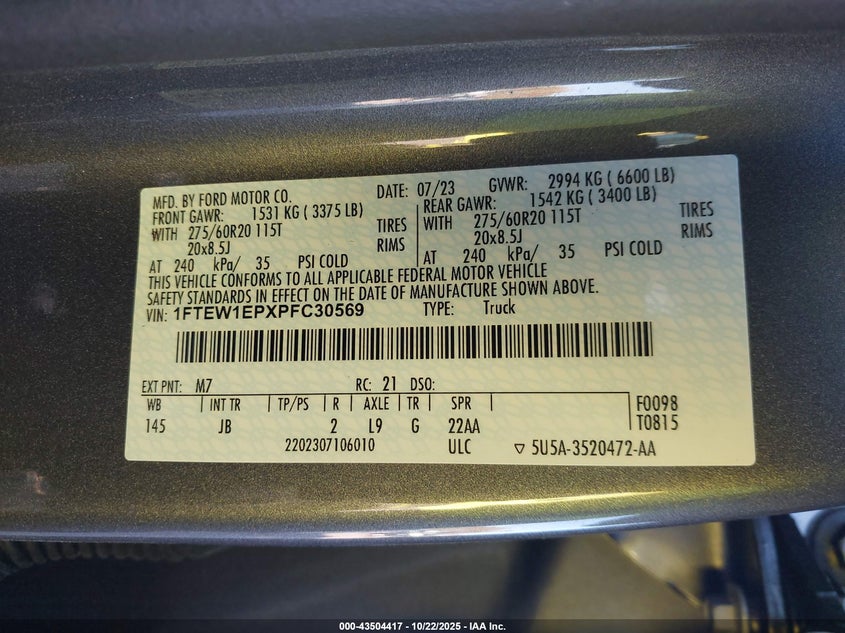 MFD. BY FORD MOTOR CO. DATE: 07/23 GVWR: 2994 KG ( 6600 LB)
FRONT GAWR: 1531 KG ( 3375 LB) REAR GAWR: 1542 KG ( 3400 LB)
WITH 275/60R20 115T TIRES WITH 275/60R20 115T TIRES
20x8.5J RIMS 20x8.5J RIMS
AT 240 kPa/ 35 PSI COLD AT 240 kPa/ 35 PSI COLD
THIS VEHICLE CONFORMS TO ALL APPLICABLE FEDERAL MOTOR VEHICLE
SAFETY STANDARDS IN EFFECT ON THE DATE OF MANUFACTURE SHOWN ABOVE.
VIN: 1FTEW1EPXPFC30569 TYPE: Truck
EXT PNT: M7 RC: 21 DSO:
WB INT TR TP/PS R AXLE TR SPR F0098
145 JB 2 L9 G 22AA T0815
2202307106010 ULC ▽ 5U5A-3520472-AA
000-43504417 - 10/22/2025 - IAA Inc.